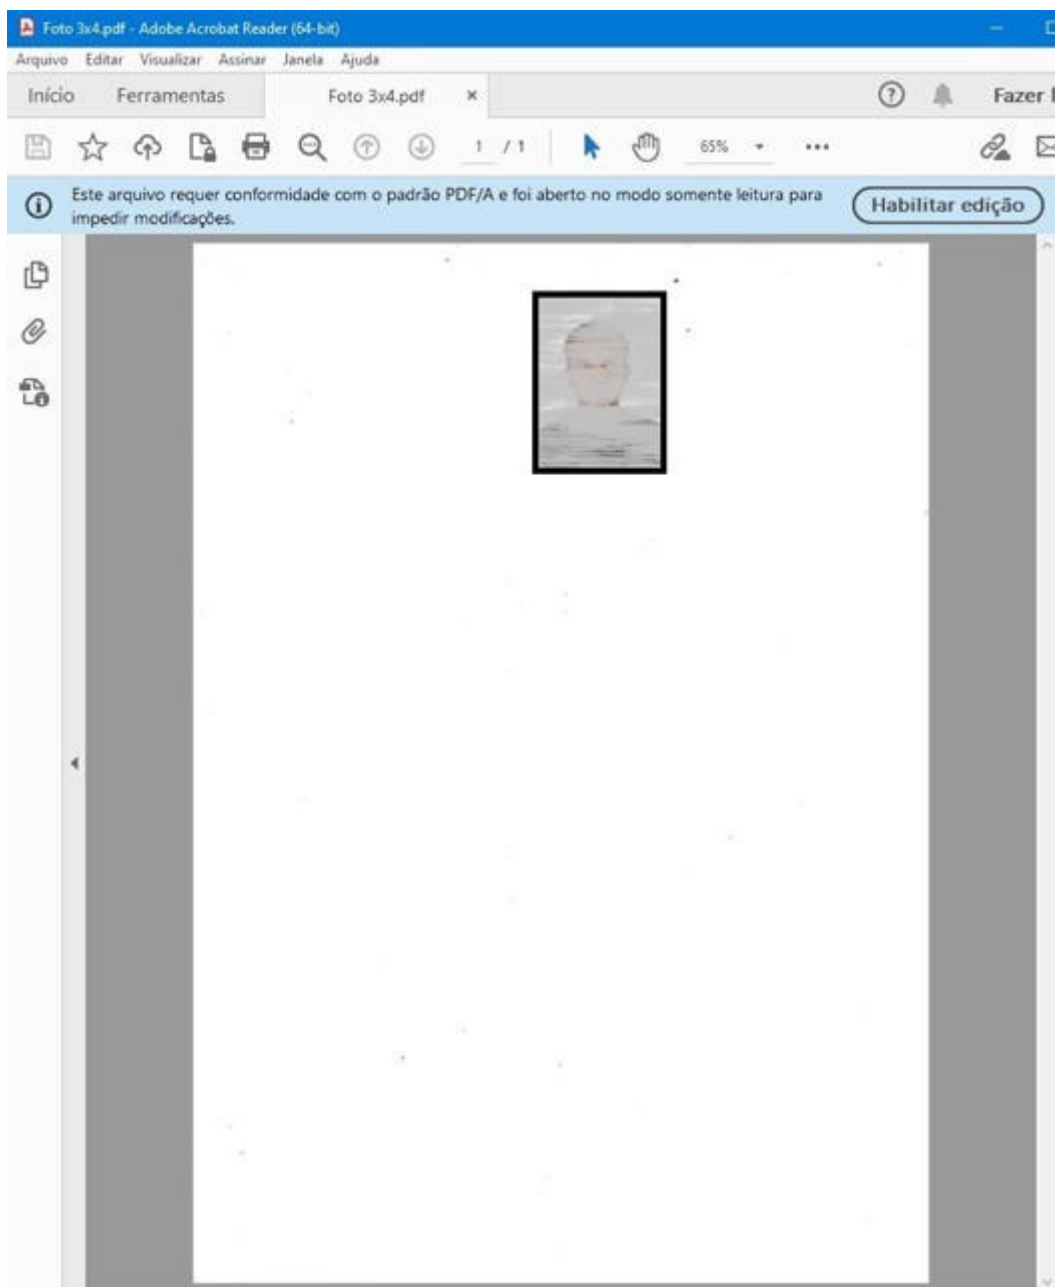 Foto 3x4.pdf - Adobe Acrobat Reader (64-bit)
Arquivo Editar Visualizar Assinar Janela Ajuda
Início Ferramentas Foto 3x4.pdf
Fazer
1 / 1 65%
Este arquivo requer conformidade com o padrão PDF/A e foi aberto no modo somente leitura para
impedir modificações.
Habilitar edição